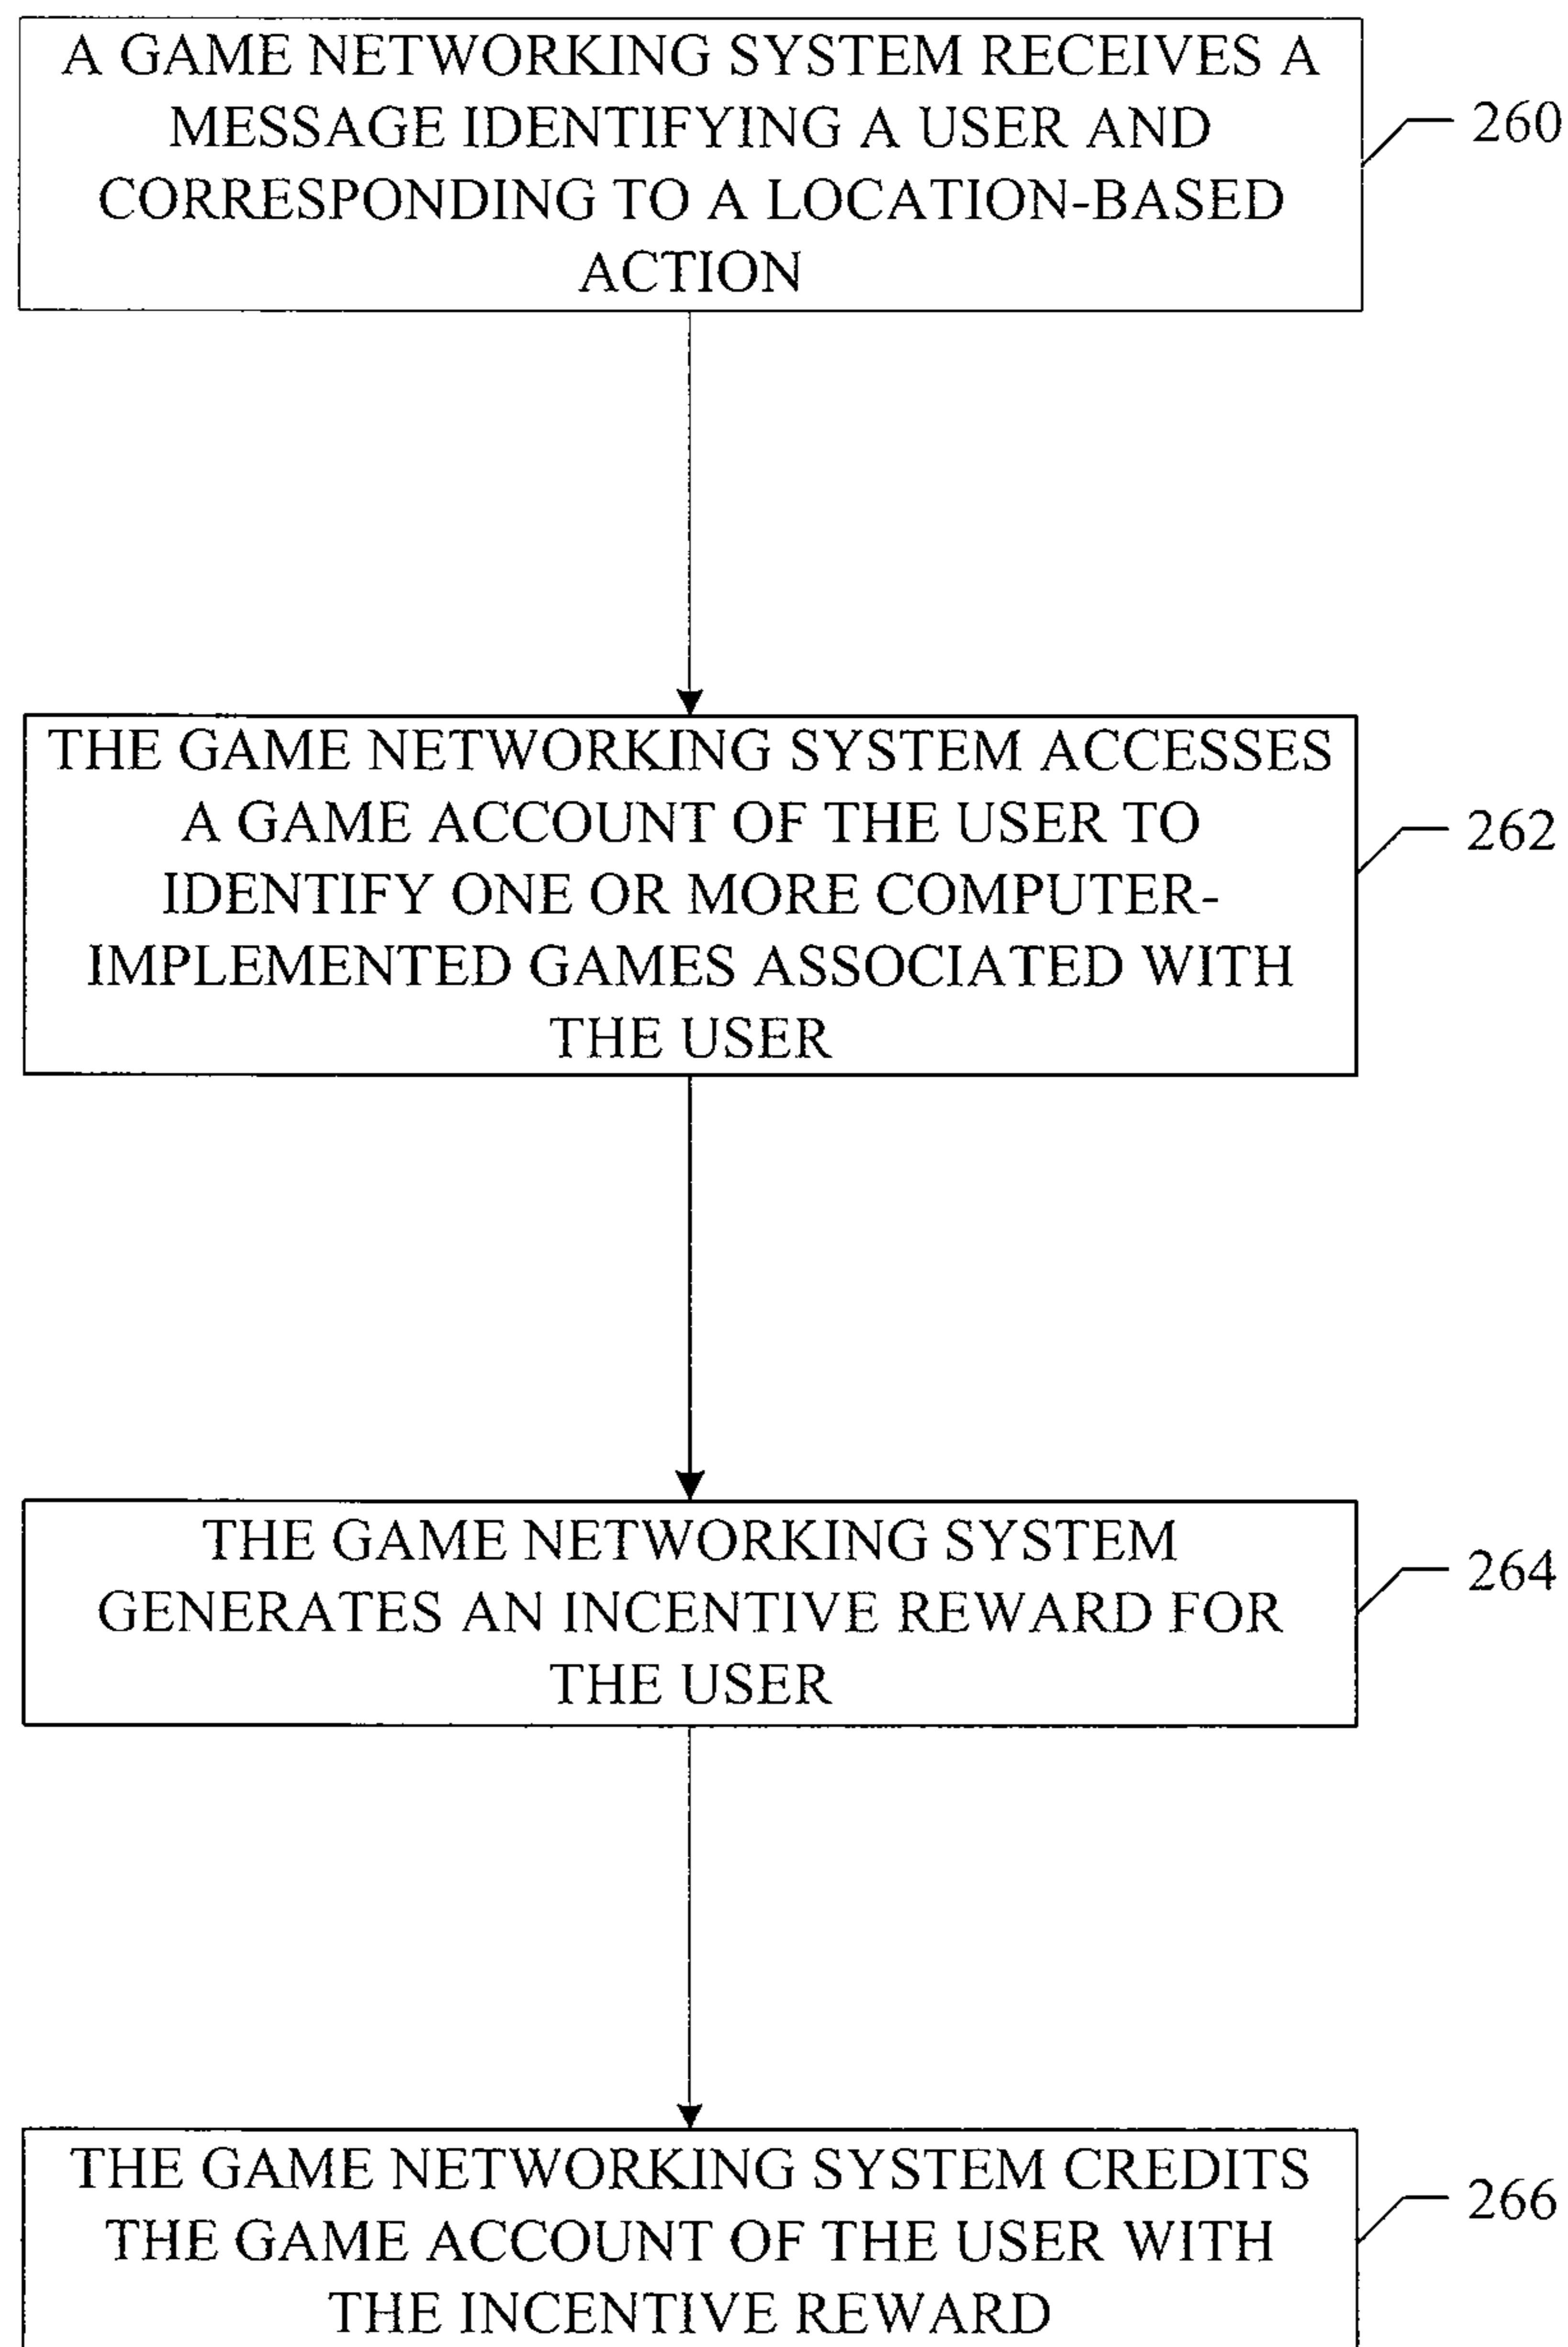 A GAME NETWORKING SYSTEM RECEIVES A
MESSAGE IDENTIFYING A USER AND
CORRESPONDING TO A LOCATION-BASED
ACTION
260
THE GAME NETWORKING SYSTEM ACCESSES
A GAME ACCOUNT OF THE USER TO
IDENTIFY ONE OR MORE COMPUTER-
IMPLEMENTED GAMES ASSOCIATED WITH
THE USER
262
THE GAME NETWORKING SYSTEM
GENERATES AN INCENTIVE REWARD FOR
THE USER
264
THE GAME NETWORKING SYSTEM CREDITS
THE GAME ACCOUNT OF THE USER WITH
THE INCENTIVE REWARD
266